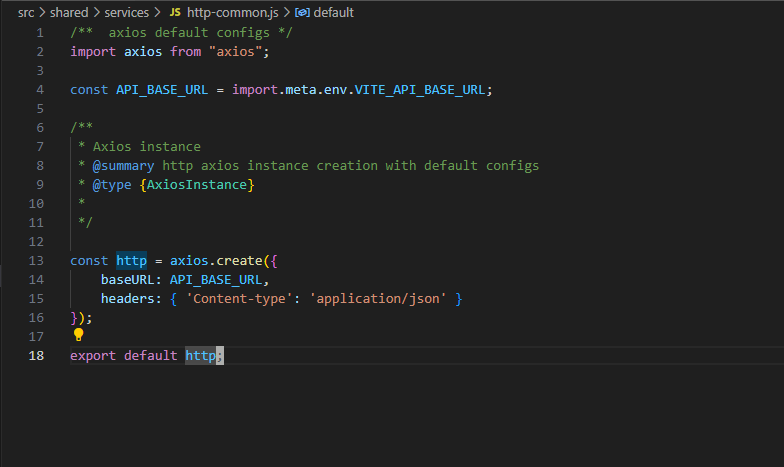 src > shared > services > JS http-common.js > default
1 /**  axios default configs */
2 import axios from "axios";
3
4 const API_BASE_URL = import.meta.env.VITE_API_BASE_URL;
5
6 /**
7  * Axios instance
8  * @summary http axios instance creation with default configs
9  * @type {AxiosInstance}
10  *
11  */
12
13 const http = axios.create({
14     baseURL: API_BASE_URL,
15     headers: { 'Content-type': 'application/json' }
16 });
17
18 export default http;